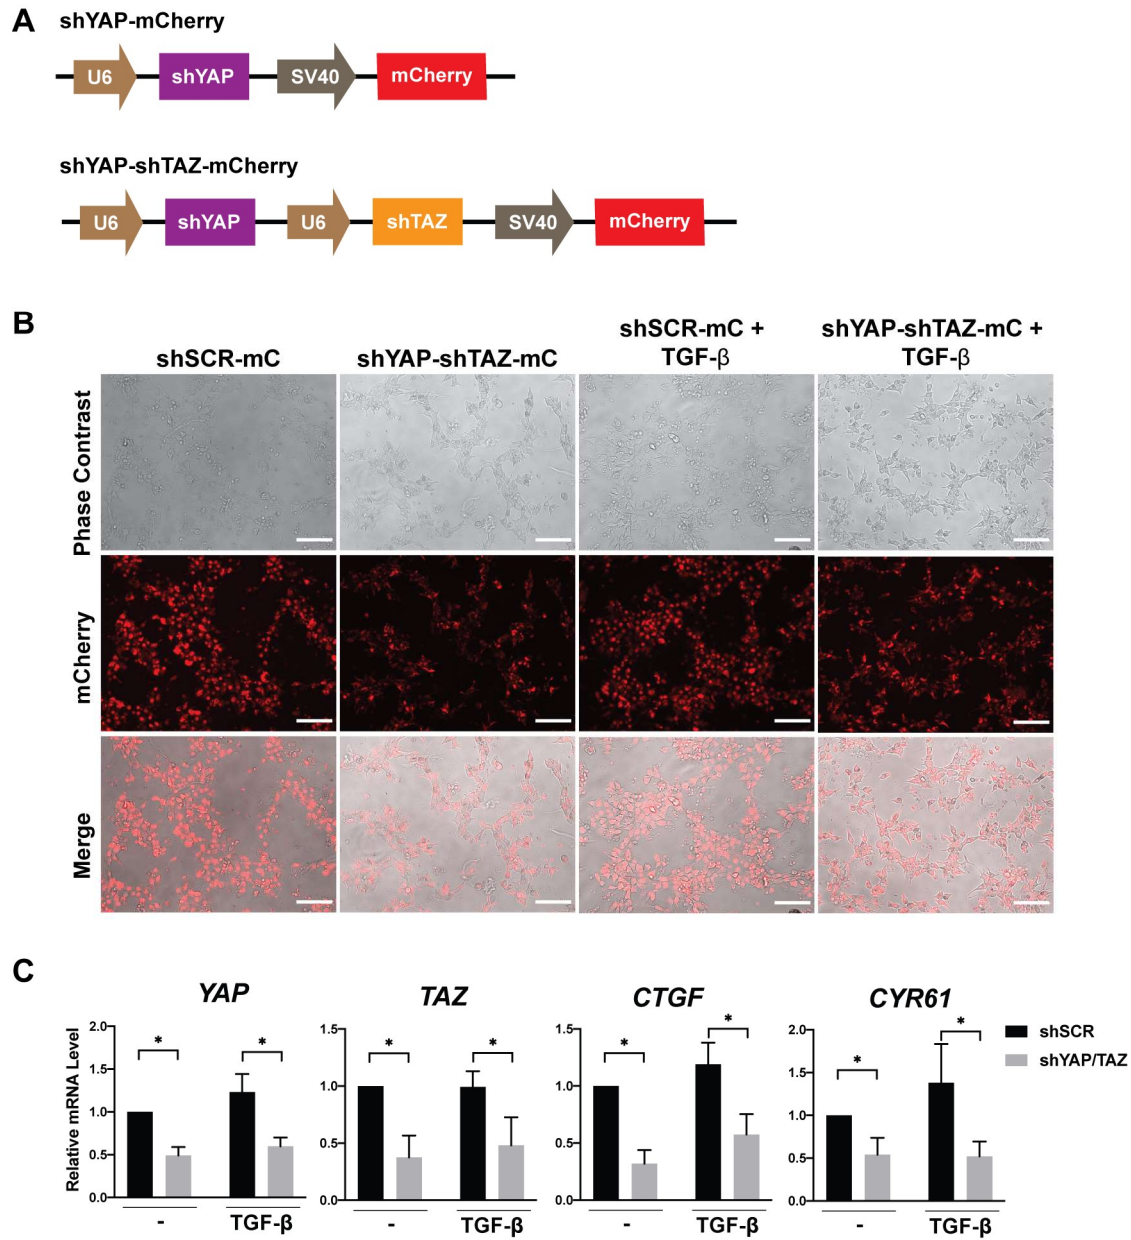 A
shYAP-mCherry
U6 shYAP SV40 mCherry
shYAP-shTAZ-mCherry
U6 shYAP U6 shTAZ SV40 mCherry
B
shSCR-mC
shYAP-shTAZ-mC
shSCR-mC +
TGF-β
shYAP-shTAZ-mC +
TGF-β
Phase Contrast
mCherry
Merge
C
YAP
Relative mRNA Level
2.0
1.5
1.0
0.5
0.0
*
*
-
TGF-β
TAZ
1.5
1.0
0.5
0.0
*
*
-
TGF-β
CTGF
1.5
1.0
0.5
0.0
*
*
-
TGF-β
CYR61
2.0
1.5
1.0
0.5
0.0
*
*
-
TGF-β
shSCR
shYAP/TAZ